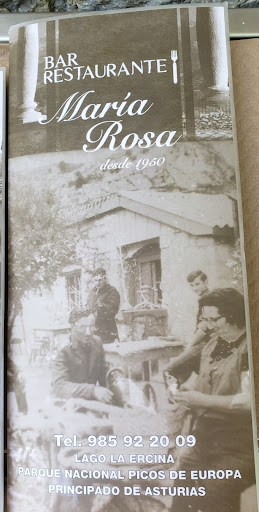 BAR
RESTAURANTE
María
Rosa
desde 1950
Tel. 985 92 20 09
LAGO LA ERCINA
PARQUE NACIONAL PICOS DE EUROPA
PRINCIPADO DE ASTURIAS